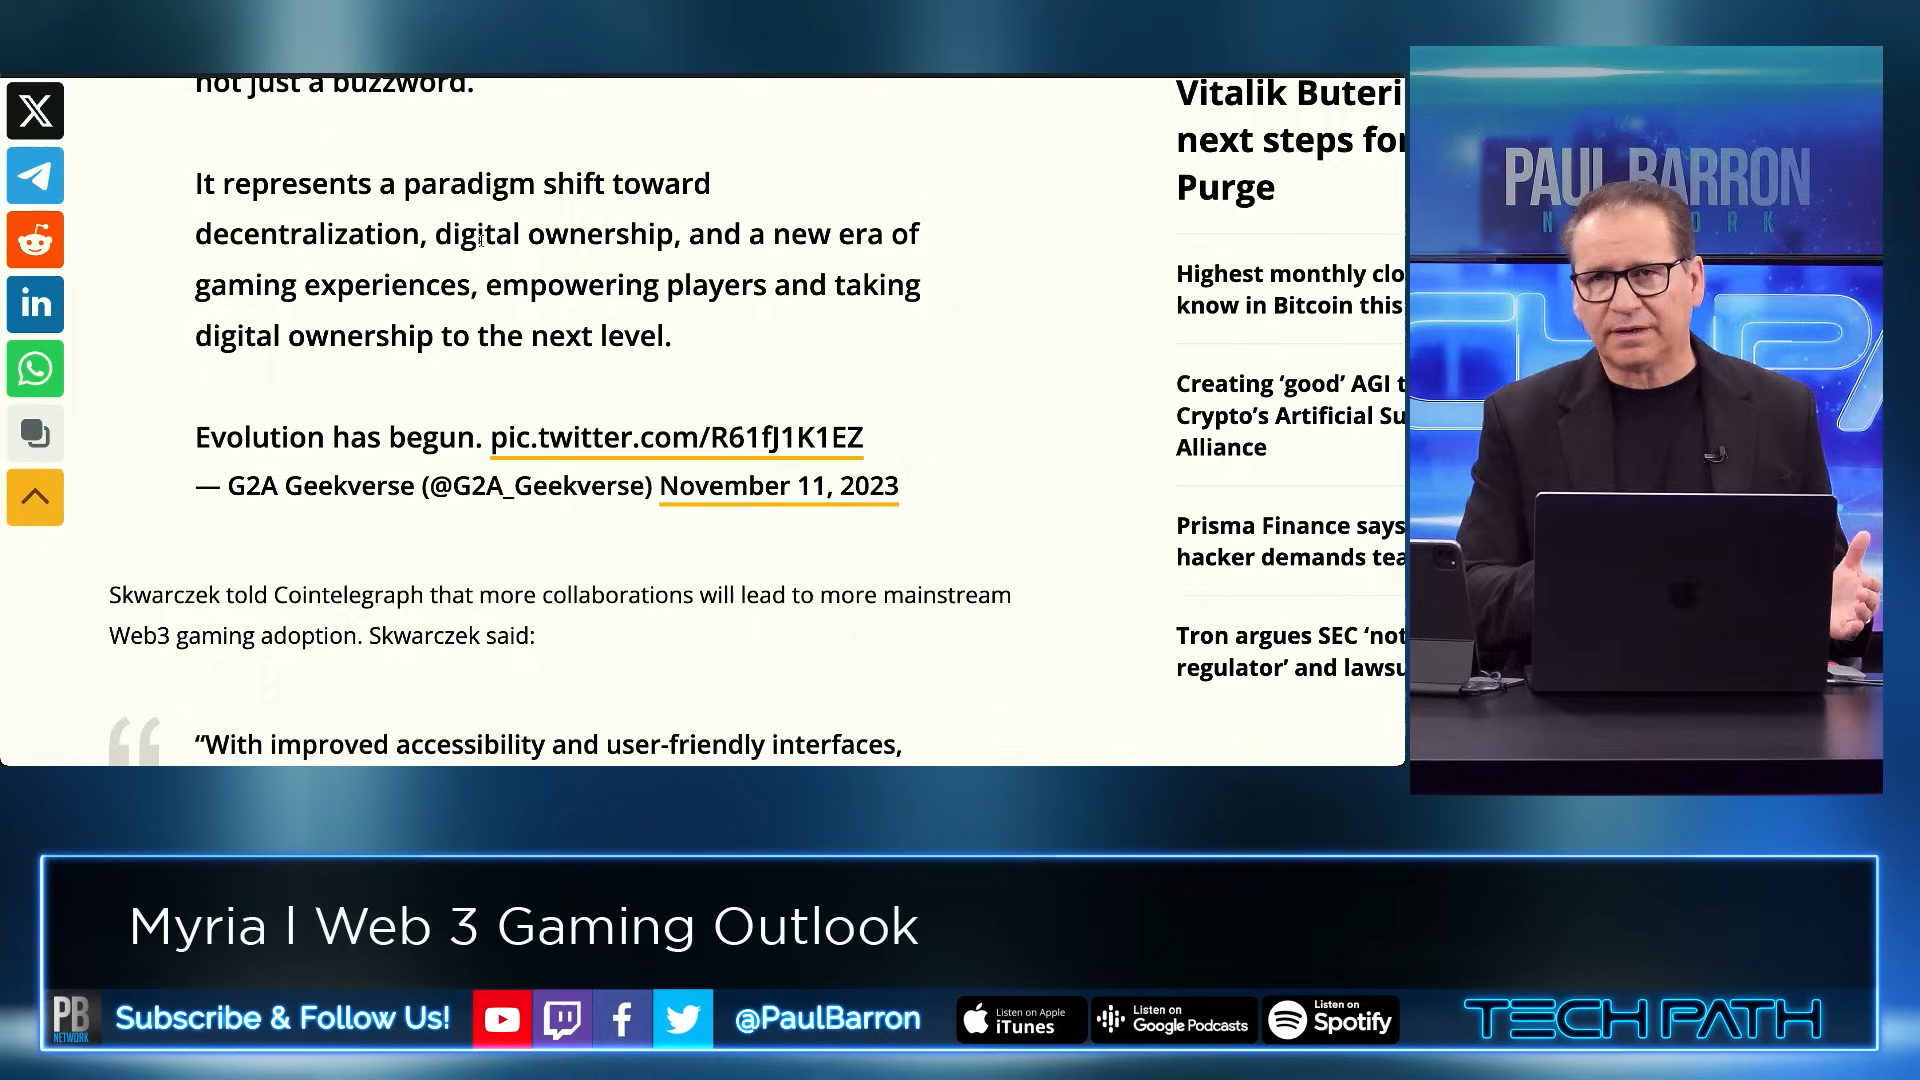 not just a buzzword.
It represents a paradigm shift toward
decentralization, digital ownership, and a new era of
gaming experiences, empowering players and taking
digital ownership to the next level.
Evolution has begun. pic.twitter.com/R61fJ1K1EZ
— G2A Geekverse (@G2A_Geekverse) November 11, 2023
Skwarczek told Cointelegraph that more collaborations will lead to more mainstream
Web3 gaming adoption. Skwarczek said:
“With improved accessibility and user-friendly interfaces,
Vitalik Buteri
next steps for
Purge
Highest monthly clo
know in Bitcoin this
Creating ‘good’ AGI t
Crypto’s Artificial Su
Alliance
Prisma Finance says
hacker demands tea
Tron argues SEC ‘not
regulator’ and lawsu
PAUL BARRON
Myria | Web 3 Gaming Outlook
PB
NETWORK
Subscribe & Follow Us!
@PaulBarron
Listen on Apple
iTunes
Listen on
Google Podcasts
Listen on
Spotify
TECH PATH